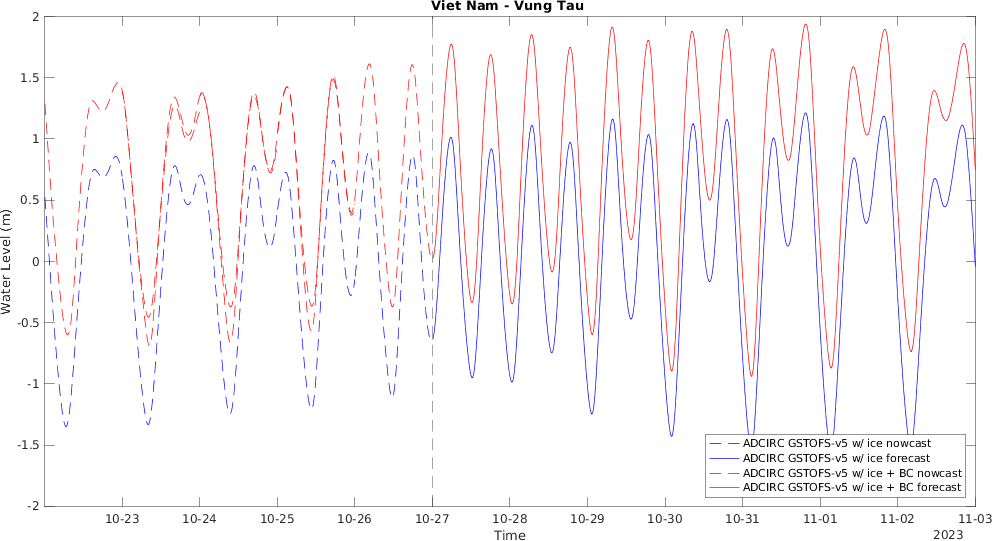 Viet Nam - Vung Tau
Water Level (m)
2
1.5
1
0.5
0
-0.5
-1
-1.5
-2
ADCIRC GSTOFS-v5 w/ ice nowcast
ADCIRC GSTOFS-v5 w/ ice forecast
ADCIRC GSTOFS-v5 w/ ice + BC nowcast
ADCIRC GSTOFS-v5 w/ ice + BC forecast
10-23 10-24 10-25 10-26 10-27 10-28 10-29 10-30 10-31 11-01 11-02 11-03
Time
2023